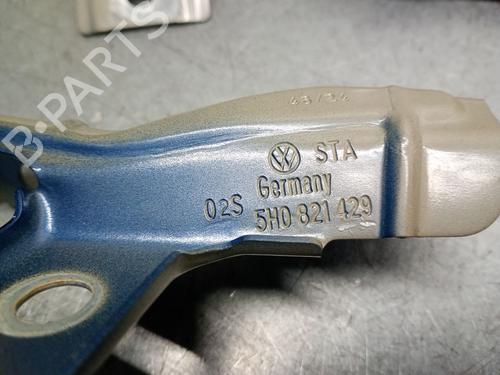 B-PARTS
STA
Germany
02S 5H0 821 429